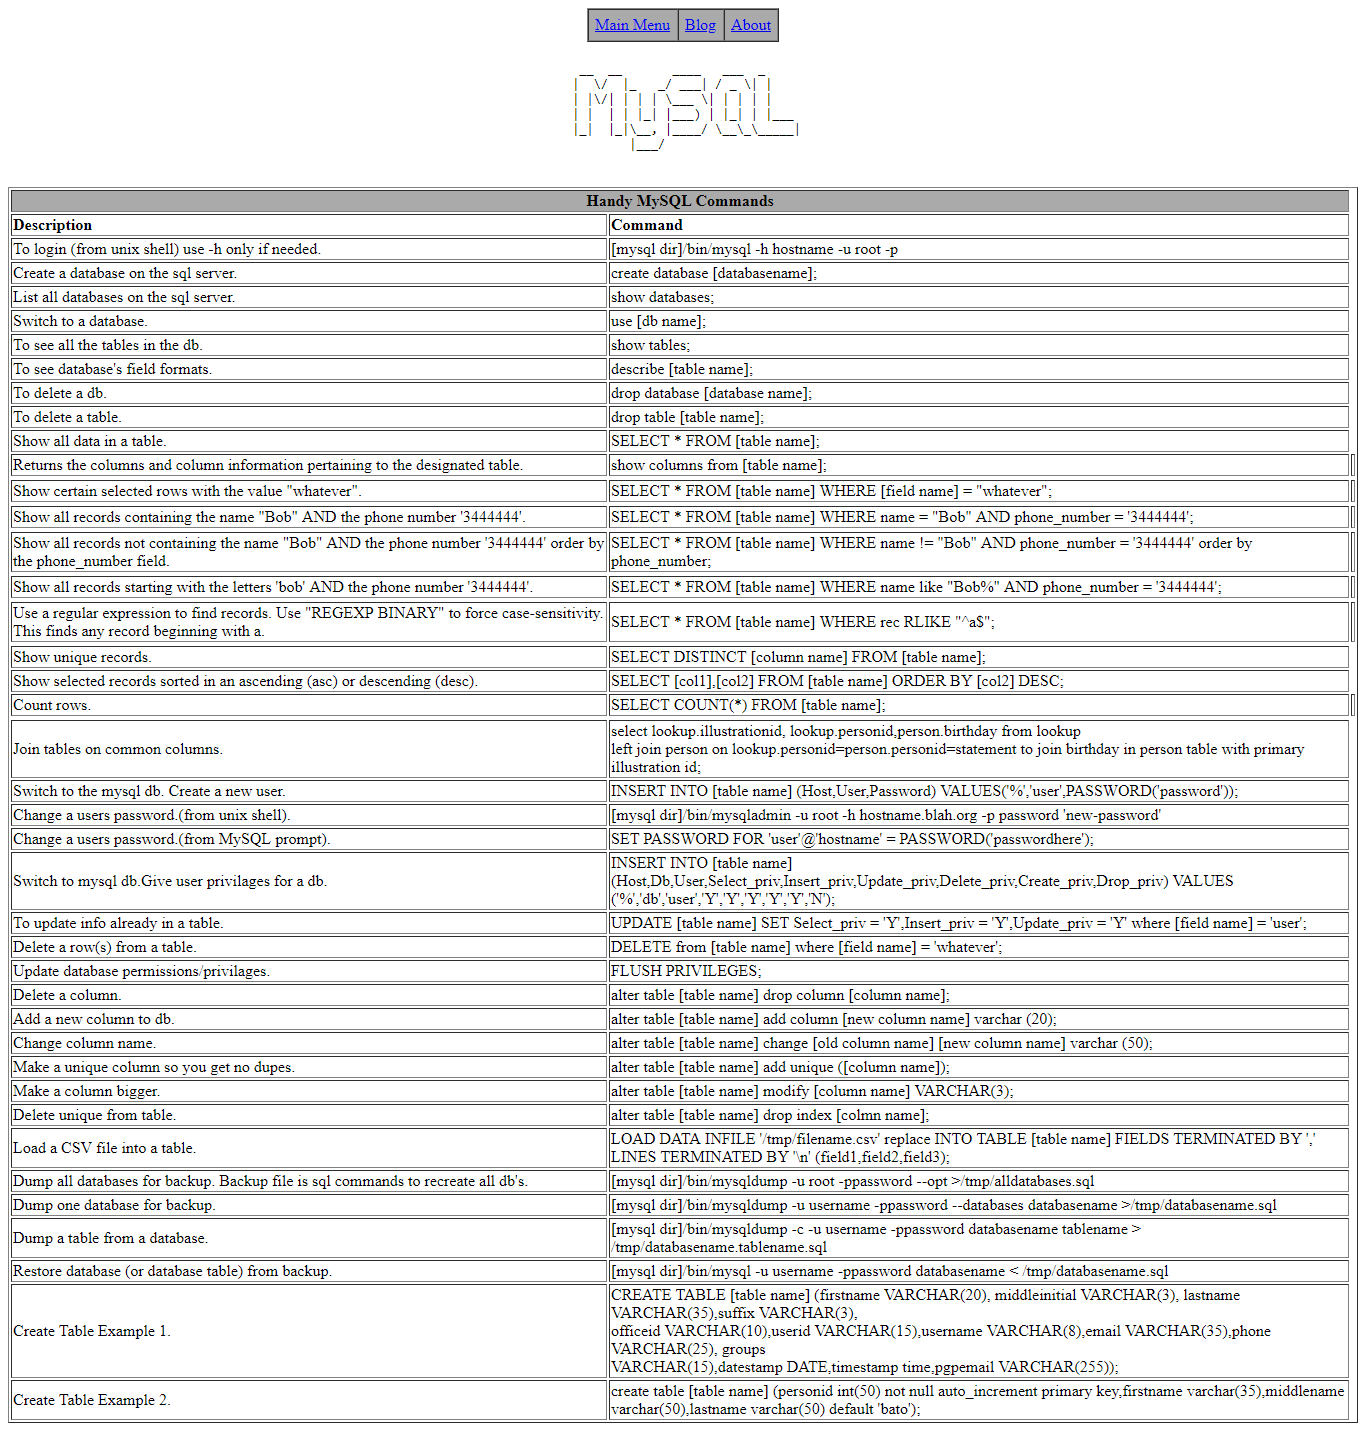 Main Menu Blog About
MySQL
Handy MySQL Commands
Description Command
To login (from unix shell) use -h only if needed. [mysql dir]/bin/mysql -h hostname -u root -p
Create a database on the sql server. create database [databasename];
List all databases on the sql server. show databases;
Switch to a database. use [db name];
To see all the tables in the db. show tables;
To see database's field formats. describe [table name];
To delete a db. drop database [database name];
To delete a table. drop table [table name];
Show all data in a table. SELECT * FROM [table name];
Returns the columns and column information pertaining to the designated table. show columns from [table name];
Show certain selected rows with the value "whatever". SELECT * FROM [table name] WHERE [field name] = "whatever";
Show all records containing the name "Bob" AND the phone number '3444444'. SELECT * FROM [table name] WHERE name = "Bob" AND phone_number = '3444444';
Show all records not containing the name "Bob" AND the phone number '3444444' order by
the phone_number field.
SELECT * FROM [table name] WHERE name != "Bob" AND phone_number = '3444444' order by
phone_number;
Show all records starting with the letters 'bob' AND the phone number '3444444'. SELECT * FROM [table name] WHERE name like "Bob%" AND phone_number = '3444444';
Use a regular expression to find records. Use "REGEXP BINARY" to force case-sensitivity.
This finds any record beginning with a.
SELECT * FROM [table name] WHERE rec RLIKE "^a$";
Show unique records. SELECT DISTINCT [column name] FROM [table name];
Show selected records sorted in an ascending (asc) or descending (desc). SELECT [col1],[col2] FROM [table name] ORDER BY [col2] DESC;
Count rows. SELECT COUNT(*) FROM [table name];
Join tables on common columns.
select lookup.illustrationid, lookup.personid,person.birthday from lookup
left join person on lookup.personid=person.personid=statement to join birthday in person table with primary
illustration id;
Switch to the mysql db. Create a new user. INSERT INTO [table name] (Host,User,Password) VALUES('%','user',PASSWORD('password'));
Change a users password.(from unix shell). [mysql dir]/bin/mysqladmin -u root -h hostname.blah.org -p password 'new-password'
Change a users password.(from MySQL prompt). SET PASSWORD FOR 'user'@'hostname' = PASSWORD('passwordhere');
Switch to mysql db.Give user privilages for a db.
INSERT INTO [table name]
(Host,Db,User,Select_priv,Insert_priv,Update_priv,Delete_priv,Create_priv,Drop_priv) VALUES
('%','db','user','Y','Y','Y','Y','Y','N');
To update info already in a table. UPDATE [table name] SET Select_priv = 'Y',Insert_priv = 'Y',Update_priv = 'Y' where [field name] = 'user';
Delete a row(s) from a table. DELETE from [table name] where [field name] = 'whatever';
Update database permissions/privilages. FLUSH PRIVILEGES;
Delete a column. alter table [table name] drop column [column name];
Add a new column to db. alter table [table name] add column [new column name] varchar (20);
Change column name. alter table [table name] change [old column name] [new column name] varchar (50);
Make a unique column so you get no dupes. alter table [table name] add unique ([column name]);
Make a column bigger. alter table [table name] modify [column name] VARCHAR(3);
Delete unique from table. alter table [table name] drop index [colmn name];
Load a CSV file into a table.
LOAD DATA INFILE '/tmp/filename.csv' replace INTO TABLE [table name] FIELDS TERMINATED BY ','
LINES TERMINATED BY '\n' (field1,field2,field3);
Dump all databases for backup. Backup file is sql commands to recreate all db's. [mysql dir]/bin/mysqldump -u root -ppassword --opt >/tmp/alldatabases.sql
Dump one database for backup. [mysql dir]/bin/mysqldump -u username -ppassword --databases databasename >/tmp/databasename.sql
Dump a table from a database.
[mysql dir]/bin/mysqldump -c -u username -ppassword databasename tablename >
/tmp/databasename.tablename.sql
Restore database (or database table) from backup. [mysql dir]/bin/mysql -u username -ppassword databasename < /tmp/databasename.sql
Create Table Example 1.
CREATE TABLE [table name] (firstname VARCHAR(20), middleinitial VARCHAR(3), lastname
VARCHAR(35),suffix VARCHAR(3),
officeid VARCHAR(10),userid VARCHAR(15),username VARCHAR(8),email VARCHAR(35),phone
VARCHAR(25), groups
VARCHAR(15),datestamp DATE,timestamp time,pgpemail VARCHAR(255));
Create Table Example 2.
create table [table name] (personid int(50) not null auto_increment primary key,firstname varchar(35),middlename
varchar(50),lastname varchar(50) default 'bato');